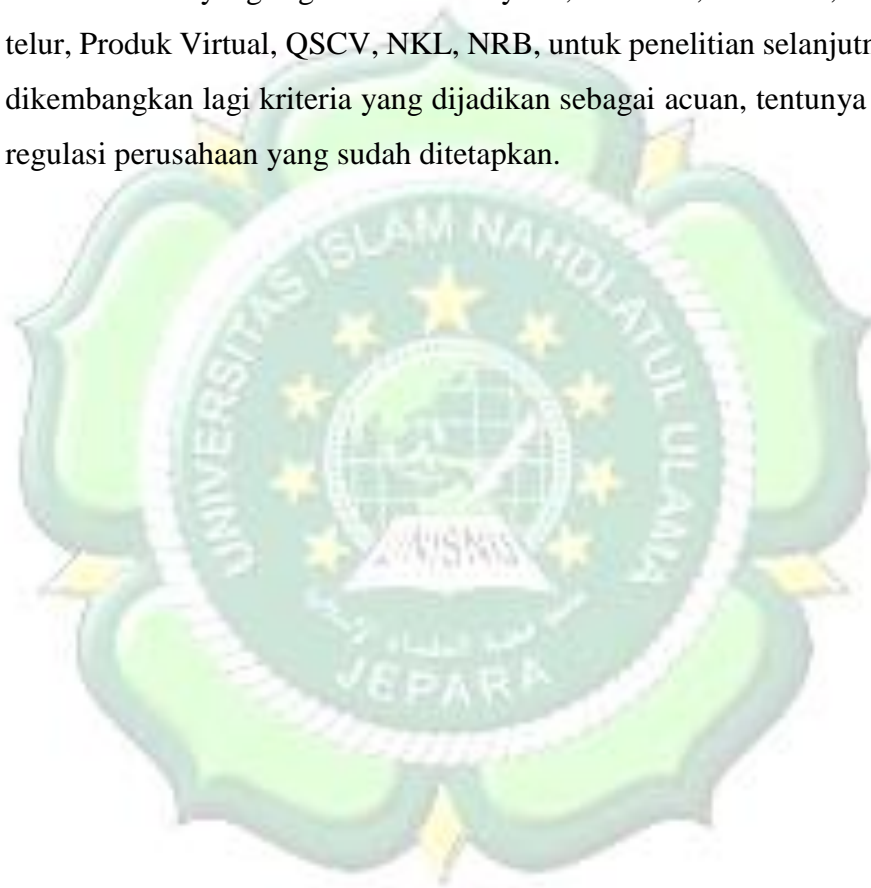 telur, Produk Virtual, QSCV, NKL, NRB, untuk penelitian selanjutn
dikembangkan lagi kriteria yang dijadikan sebagai acuan, tentunya
regulasi perusahaan yang sudah ditetapkan.
UNIVERSITAS ISLAM NAHDLATUL ULAMA
UNISNU
JEPARA